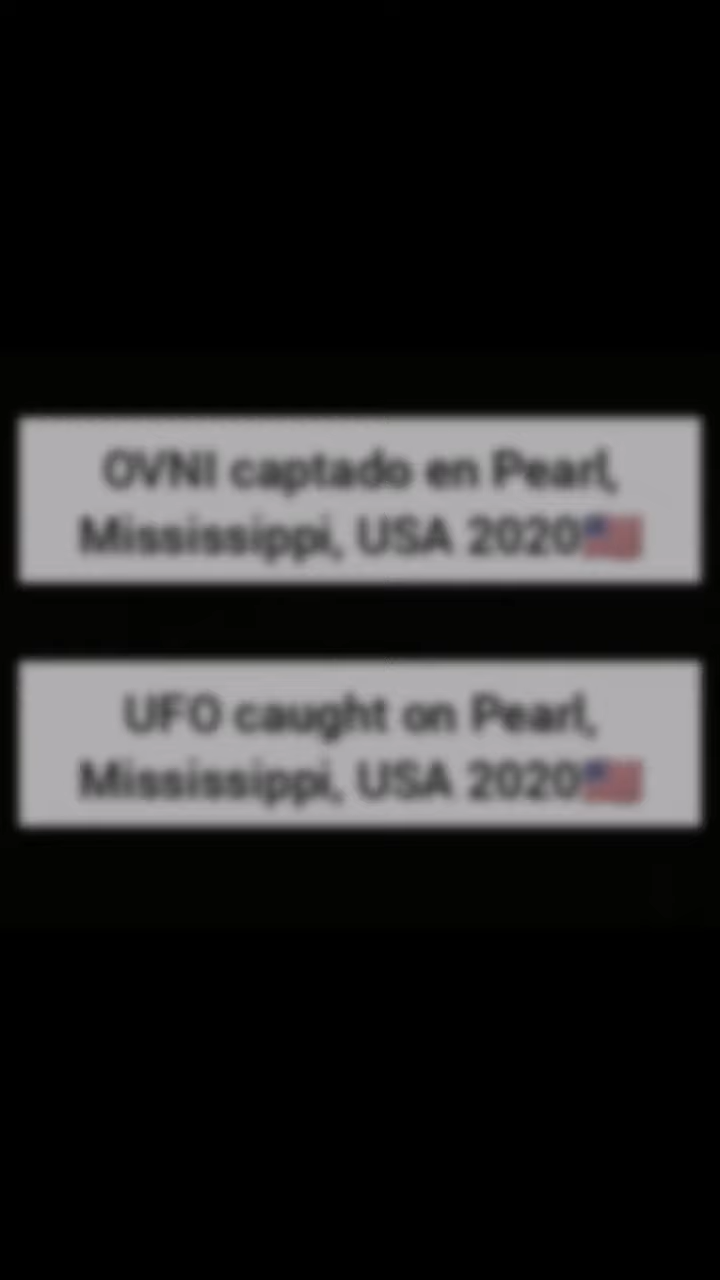 OVNI captado en Pearl,
Mississippi, USA 2020🇺🇸
UFO caught on Pearl,
Mississippi, USA 2020🇺🇸